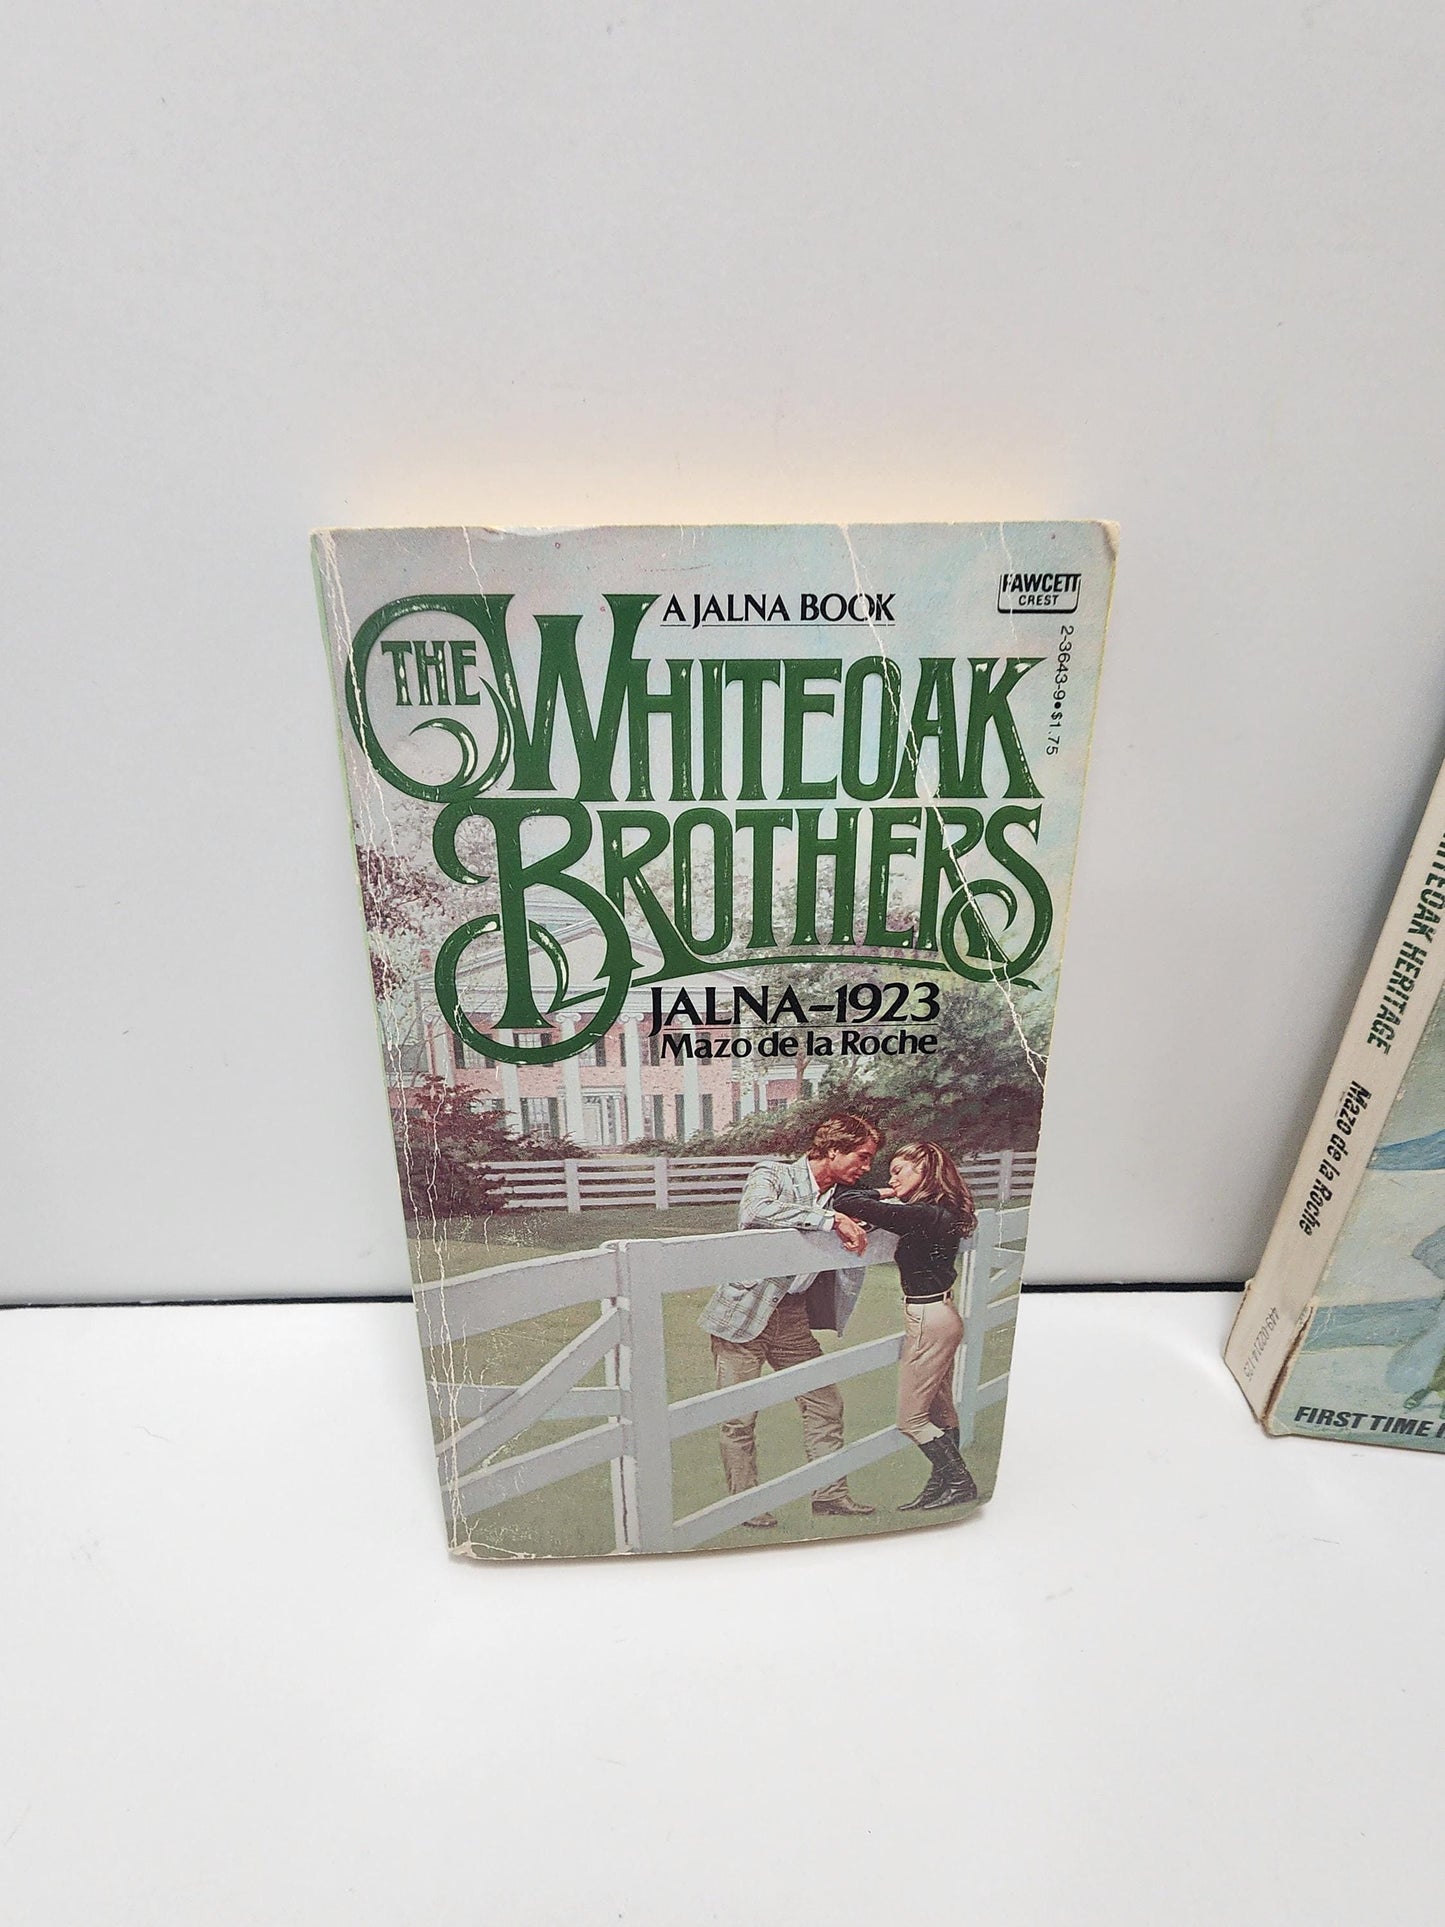 A JALNA BOOK
FAWCETT
CREST
2-3643-9●$1.75
THE WHITEOAK
BROTHERS
JALNA–1923
Mazo de la Roche
HERITAGE
Mazo de la Roche
FIRST TIME